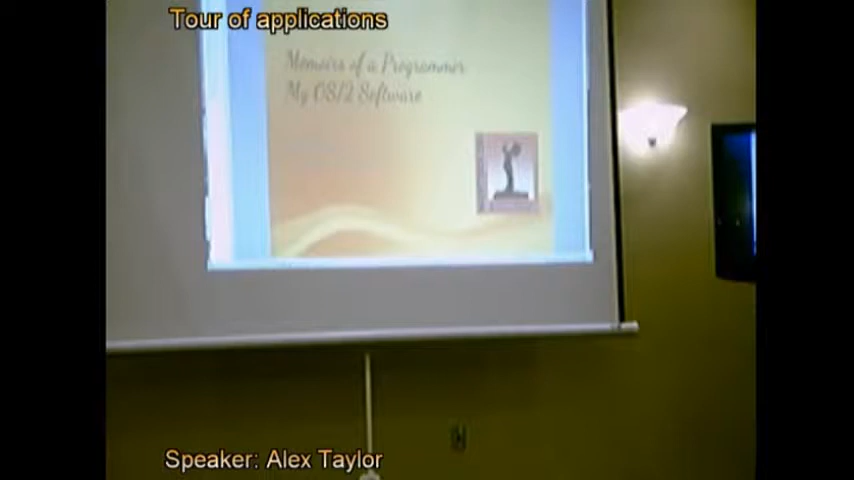 Tour of applications
Memoirs of a Programmer
My OS/2 Software
Speaker: Alex Taylor